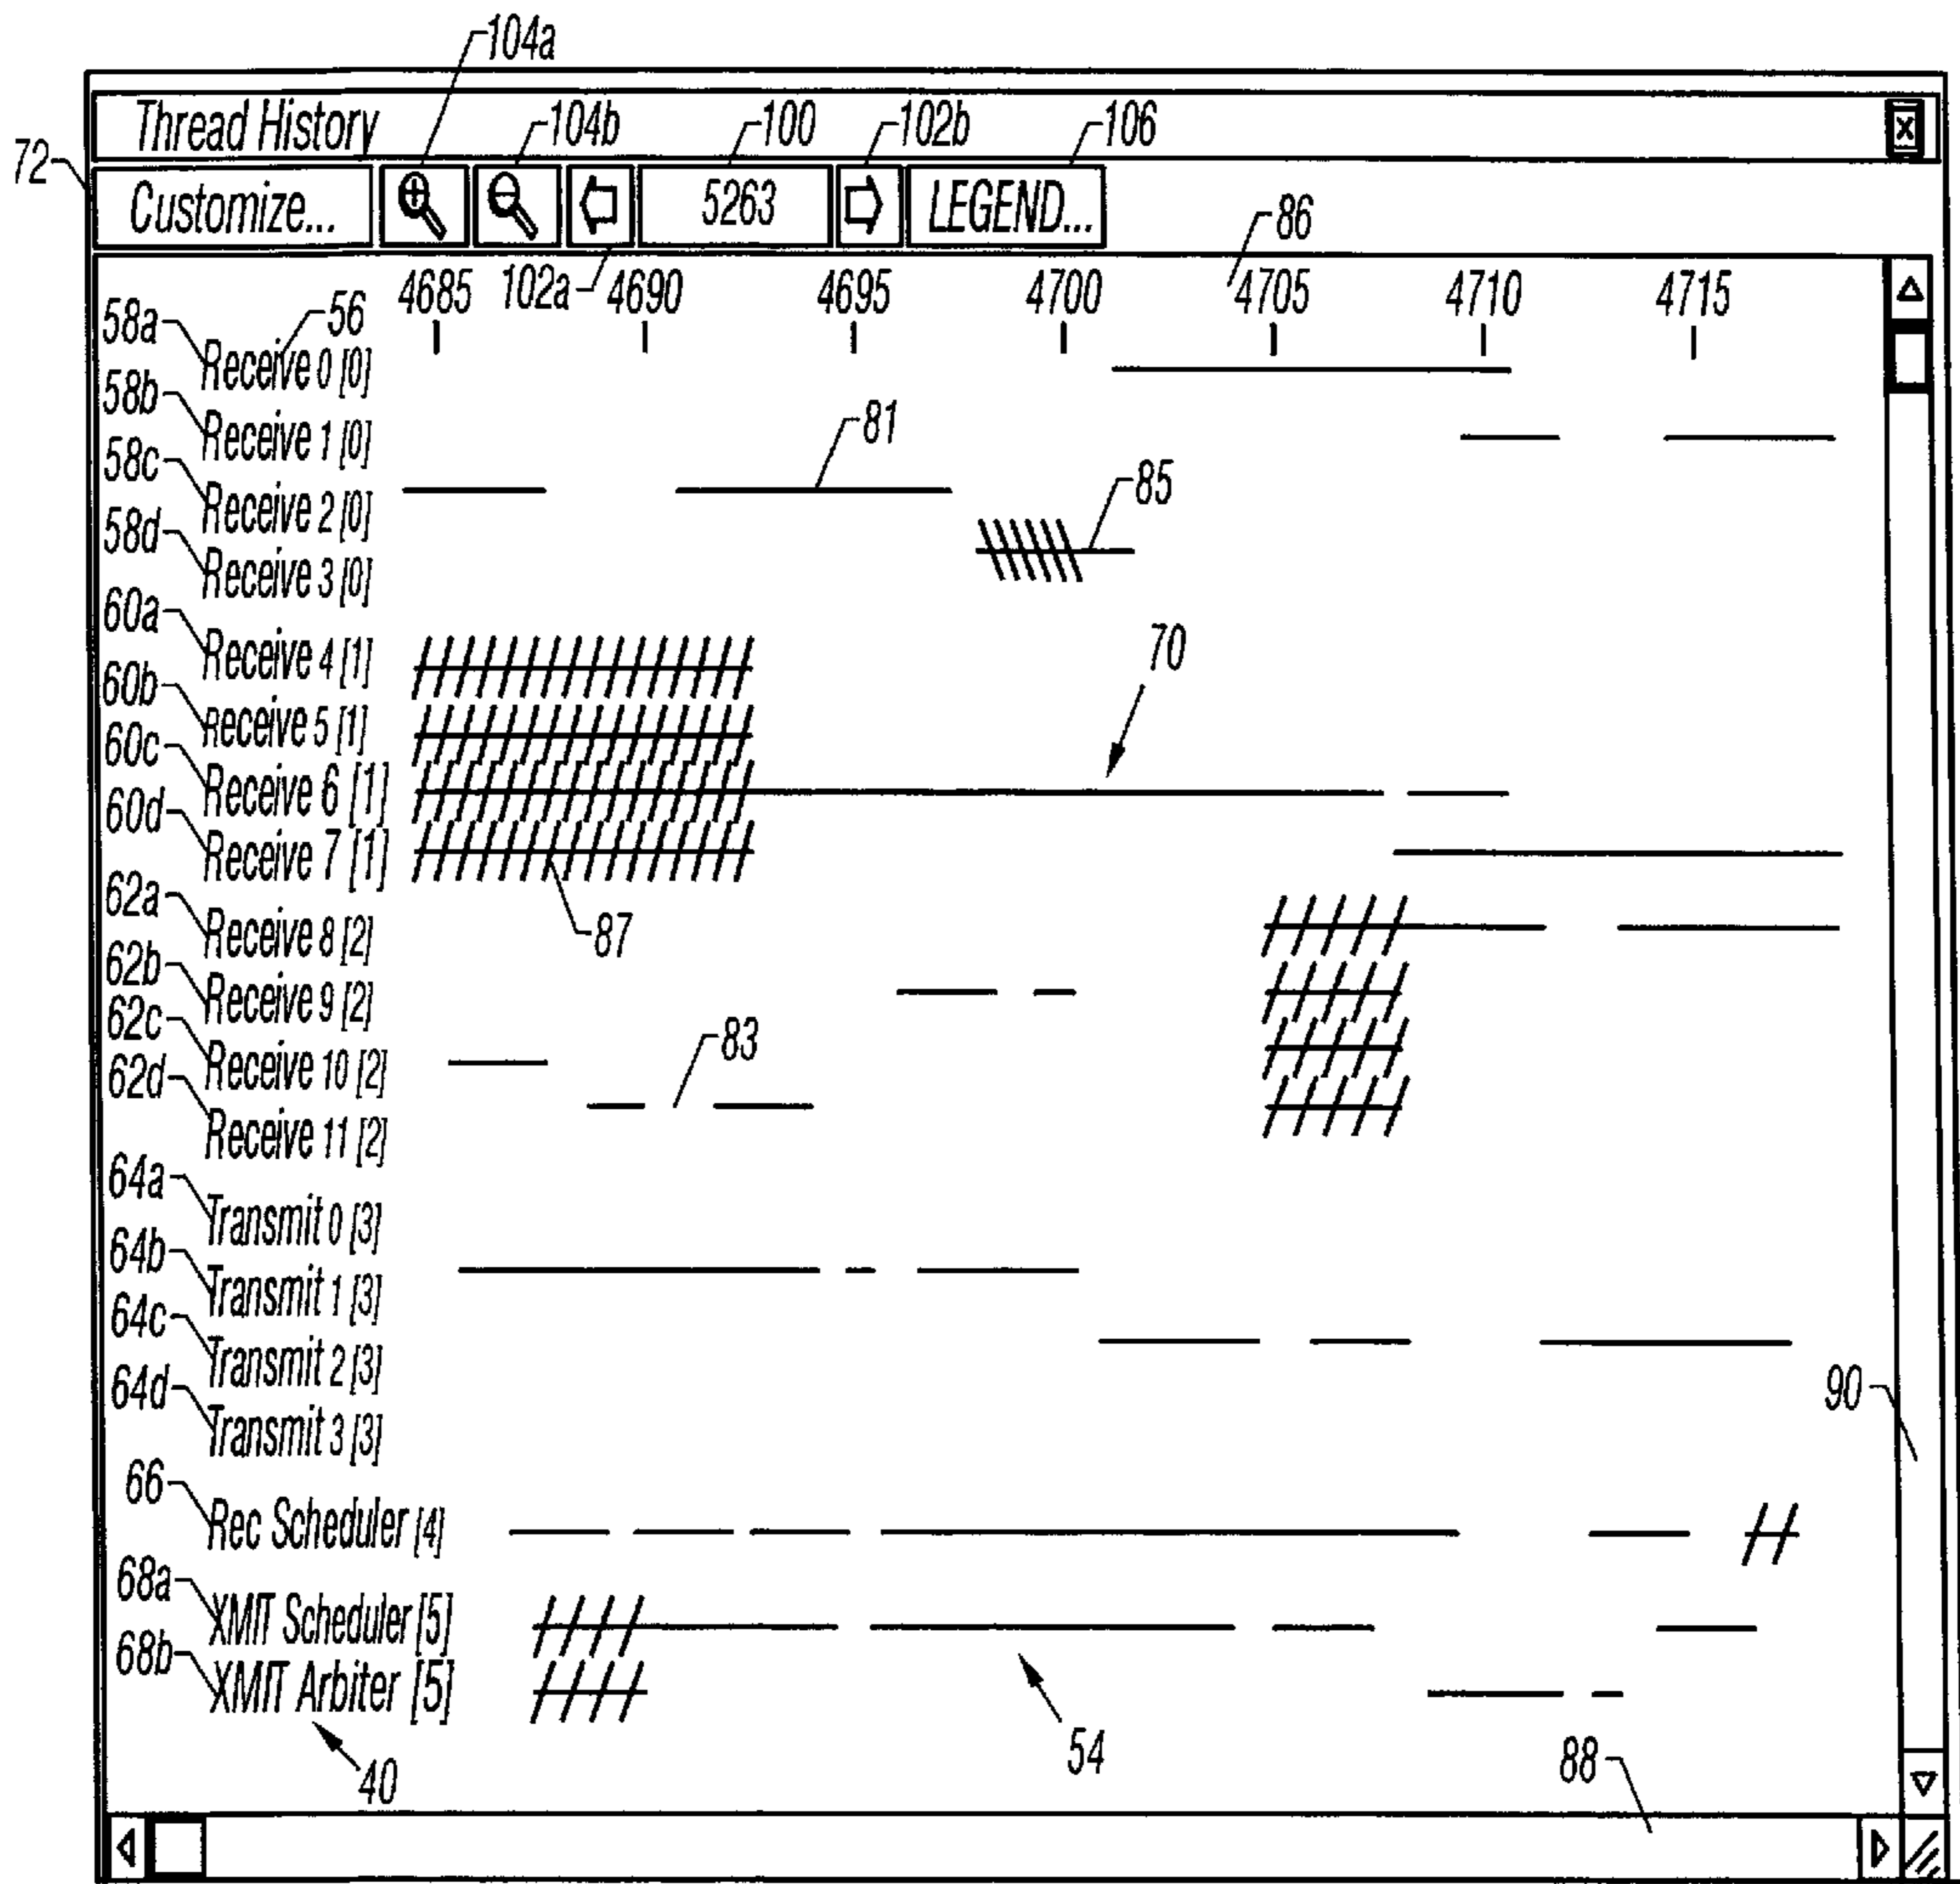 104a
Thread History
104b
100
102b
106
72
Customize...
5263
LEGEND...
86
102a
4685
4690
4695
4700
4705
4710
4715
58a
56
Receive 0 [0]
58b
Receive 1 [0]
81
58c
Receive 2 [0]
85
58d
Receive 3 [0]
60a
Receive 4 [1]
70
60b
Receive 5 [1]
60c
Receive 6 [1]
60d
Receive 7 [1]
62a
Receive 8 [2]
87
62b
Receive 9 [2]
62c
Receive 10 [2]
83
62d
Receive 11 [2]
64a
Transmit 0 [3]
64b
Transmit 1 [3]
64c
Transmit 2 [3]
64d
Transmit 3 [3]
90
66
Rec Scheduler [4]
68a
XMIT Scheduler [5]
68b
XMIT Arbiter [5]
40
54
88